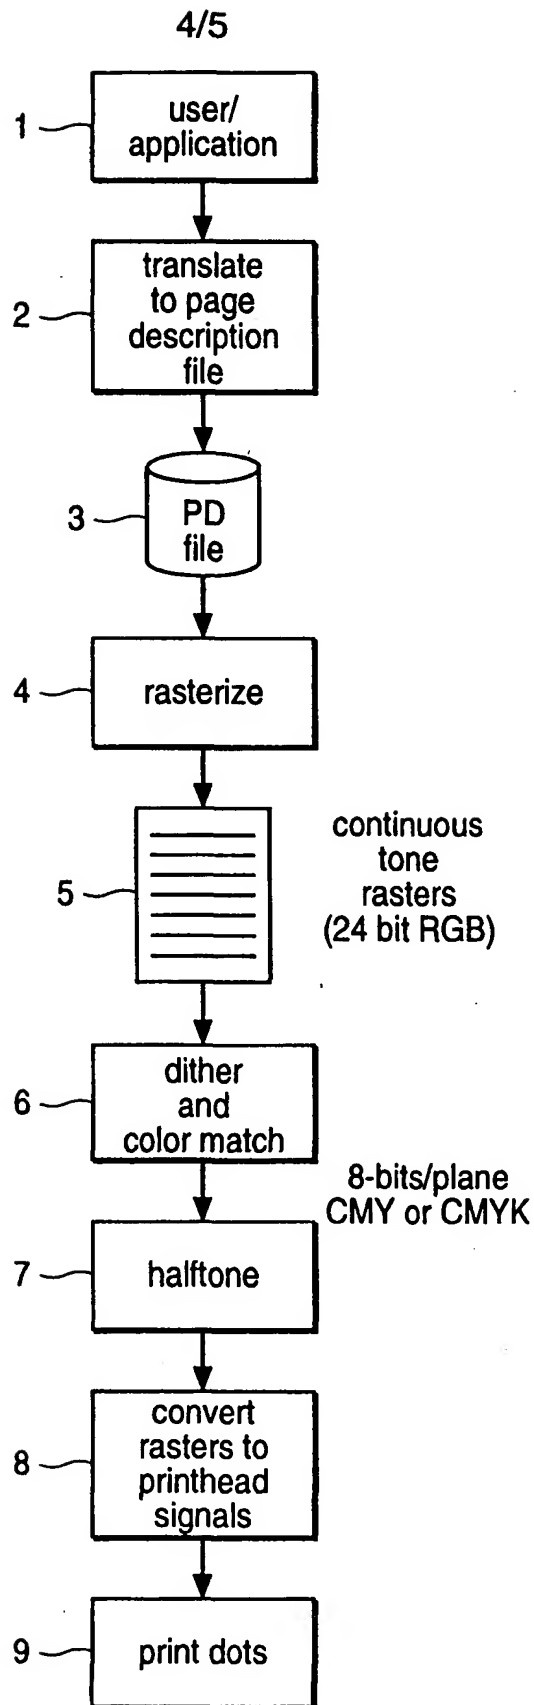 4/5
1
user/
application
2
translate
to page
description
file
3
PD
file
4
rasterize
5
continuous
tone
rasters
(24 bit RGB)
6
dither
and
color match
8-bits/plane
CMY or CMYK
7
halftone
8
convert
rasters to
printhead
signals
9
print dots